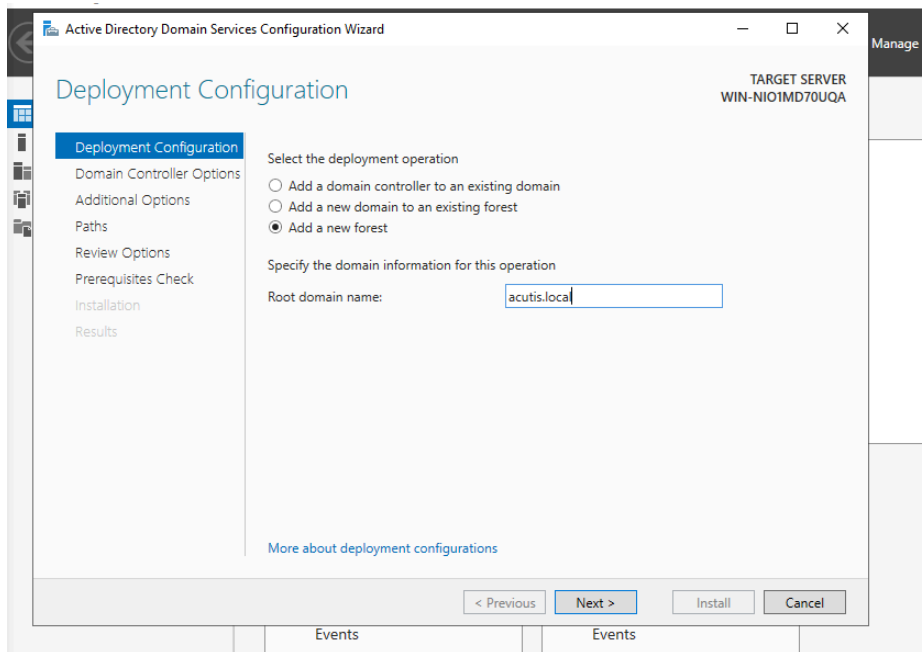 Active Directory Domain Services Configuration Wizard
Manage
Deployment Configuration
TARGET SERVER
WIN-NIO1MD70UQA
Deployment Configuration
Domain Controller Options
Additional Options
Paths
Review Options
Prerequisites Check
Installation
Results
Select the deployment operation
Add a domain controller to an existing domain
Add a new domain to an existing forest
Add a new forest
Specify the domain information for this operation
Root domain name:
acutis.local
More about deployment configurations
< Previous
Next >
Install
Cancel
Events
Events